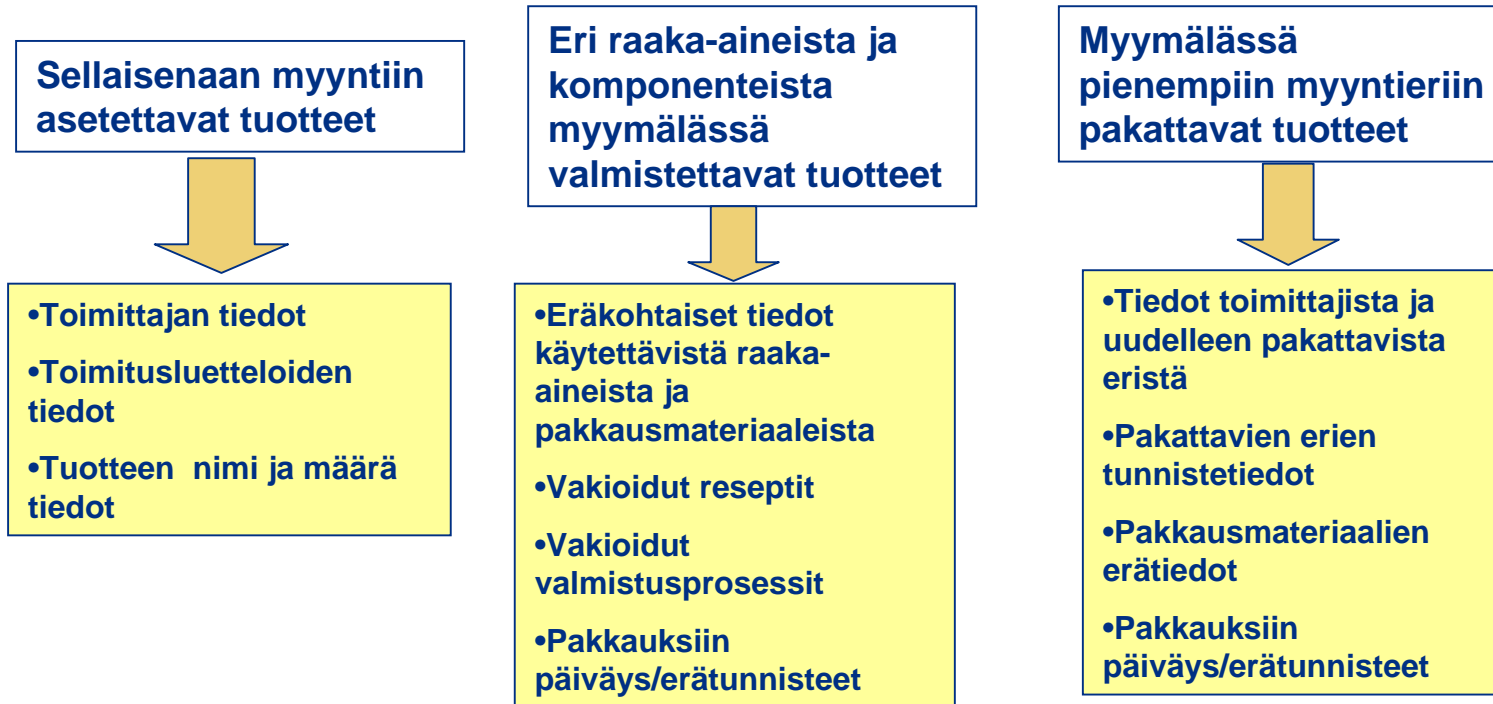 Sellaisenaan myyntiin
asetettavat tuotteet
•Toimittajan tiedot
•Toimitusluetteloiden
tiedot
•Tuotteen nimi ja määrä
tiedot
Eri raaka-aineista ja
komponenteista
myymälässä
valmistettavat tuotteet
•Eräkohtaiset tiedot
käytettävistä raaka-
aineista ja
pakkausmateriaaleista
•Vakioidut reseptit
•Vakioidut
valmistusprosessit
•Pakkauksiin
päiväys/erätunnisteet
Myymälässä
pienempiin myyntieriin
pakattavat tuotteet
•Tiedot toimittajista ja
uudelleen pakattavista
eristä
•Pakattavien erien
tunnistetiedot
•Pakkausmateriaalien
erätiedot
•Pakkauksiin
päiväys/erätunnisteet